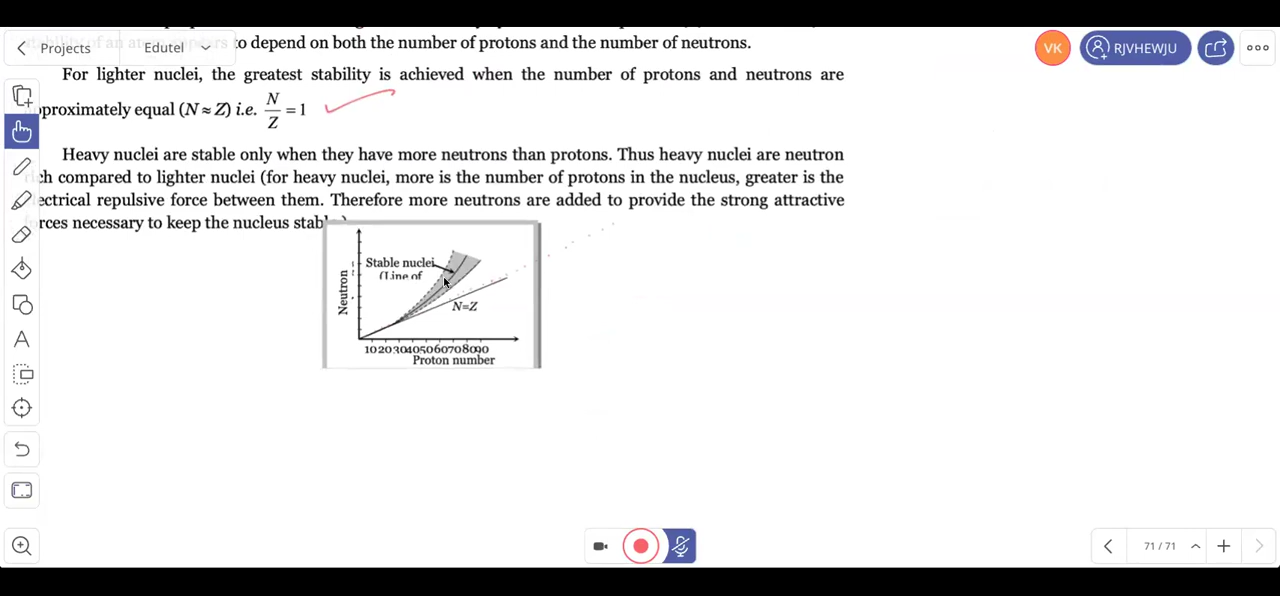 to depend on both the number of protons and the number of neutrons.
Projects
Edutel
VK
RJVHEWJU
For lighter nuclei, the greatest stability is achieved when the number of protons and neutrons are
proximately equal (N ≈ Z) i.e. N/Z = 1
Heavy nuclei are stable only when they have more neutrons than protons. Thus heavy nuclei are neutron
ch compared to lighter nuclei (for heavy nuclei, more is the number of protons in the nucleus, greater is the
ectrical repulsive force between them. Therefore more neutrons are added to provide the strong attractive
rces necessary to keep the nucleus stab
Stable nuclei
(Line of
Neutron
N=Z
102030405060708090
Proton number
A
71 / 71